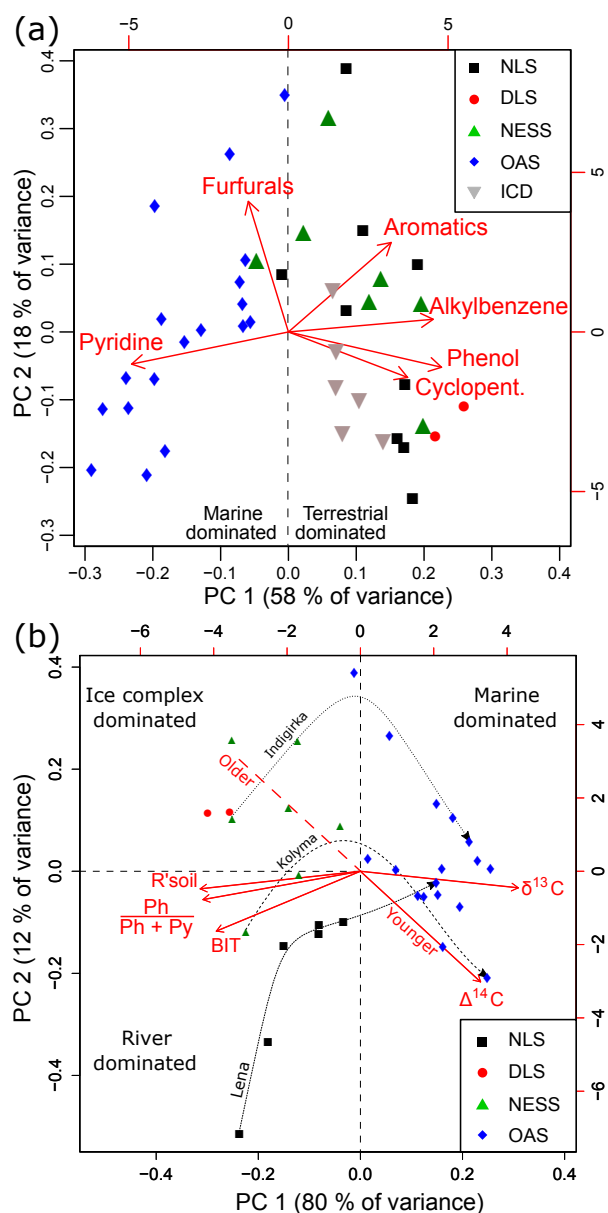 (a)
−5 0 5
0.4
0.3
0.2
0.1
0.0
−0.1
−0.2
−0.3
PC 2 (18 % of variance)
5
0
−5
NLS
DLS
NESS
OAS
ICD
Furfurals
Aromatics
Alkylbenzene
Pyridine
Phenol
Cyclopent.
Marine dominated
Terrestrial dominated
−0.3 −0.2 −0.1 0.0 0.1 0.2 0.3 0.4
PC 1 (58 % of variance)
(b)
−6 −4 −2 0 2 4
0.4
0.2
0.0
−0.2
−0.4
PC 2 (12 % of variance)
4
2
0
−2
−4
−6
Ice complex
dominated
Marine
dominated
Indigirka
Older
Kolyma
R'soil
Ph
Ph + Py
BIT
δ13C
Younger
Δ14C
River
dominated
Lena
NLS
DLS
NESS
OAS
−0.4 −0.2 0.0 0.2 0.4
PC 1 (80 % of variance)